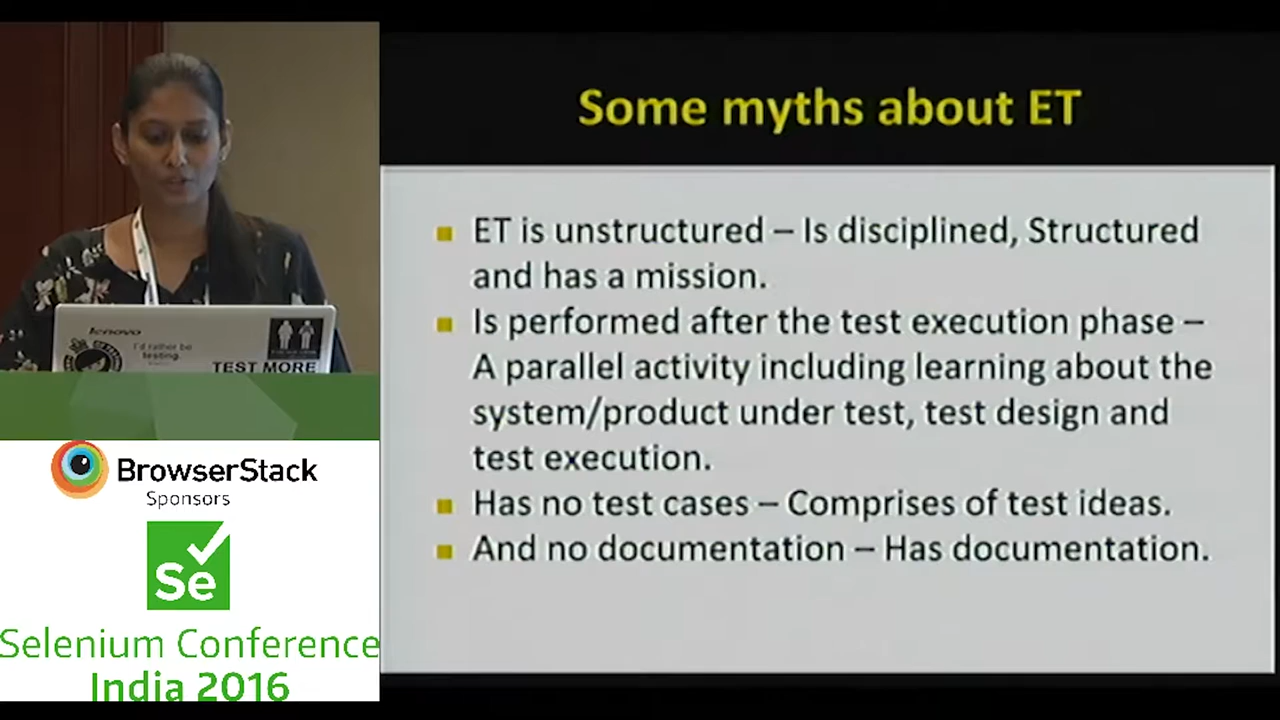 Some myths about ET
ET is unstructured – Is disciplined, Structured
and has a mission.
Is performed after the test execution phase –
A parallel activity including learning about the
system/product under test, test design and
test execution.
Has no test cases – Comprises of test ideas.
And no documentation – Has documentation.
lenovo
I'd rather be
testing.
TEST MORE
BrowserStack
Sponsors
Se
Selenium Conference
India 2016